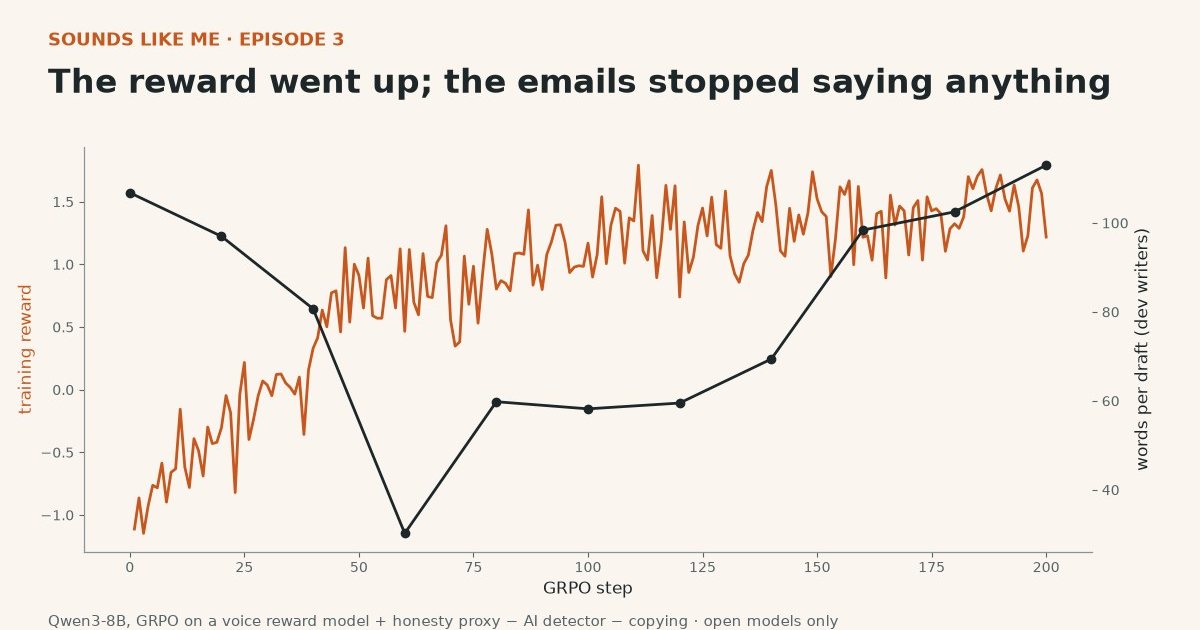 SOUNDS LIKE ME · EPISODE 3
The reward went up; the emails stopped saying anything
training reward
1.5
1.0
0.5
0.0
−0.5
−1.0
100
80
60
40
words per draft (dev writers)
0 25 50 75 100 125 150 175 200
GRPO step
Qwen3-8B, GRPO on a voice reward model + honesty proxy − AI detector − copying · open models only